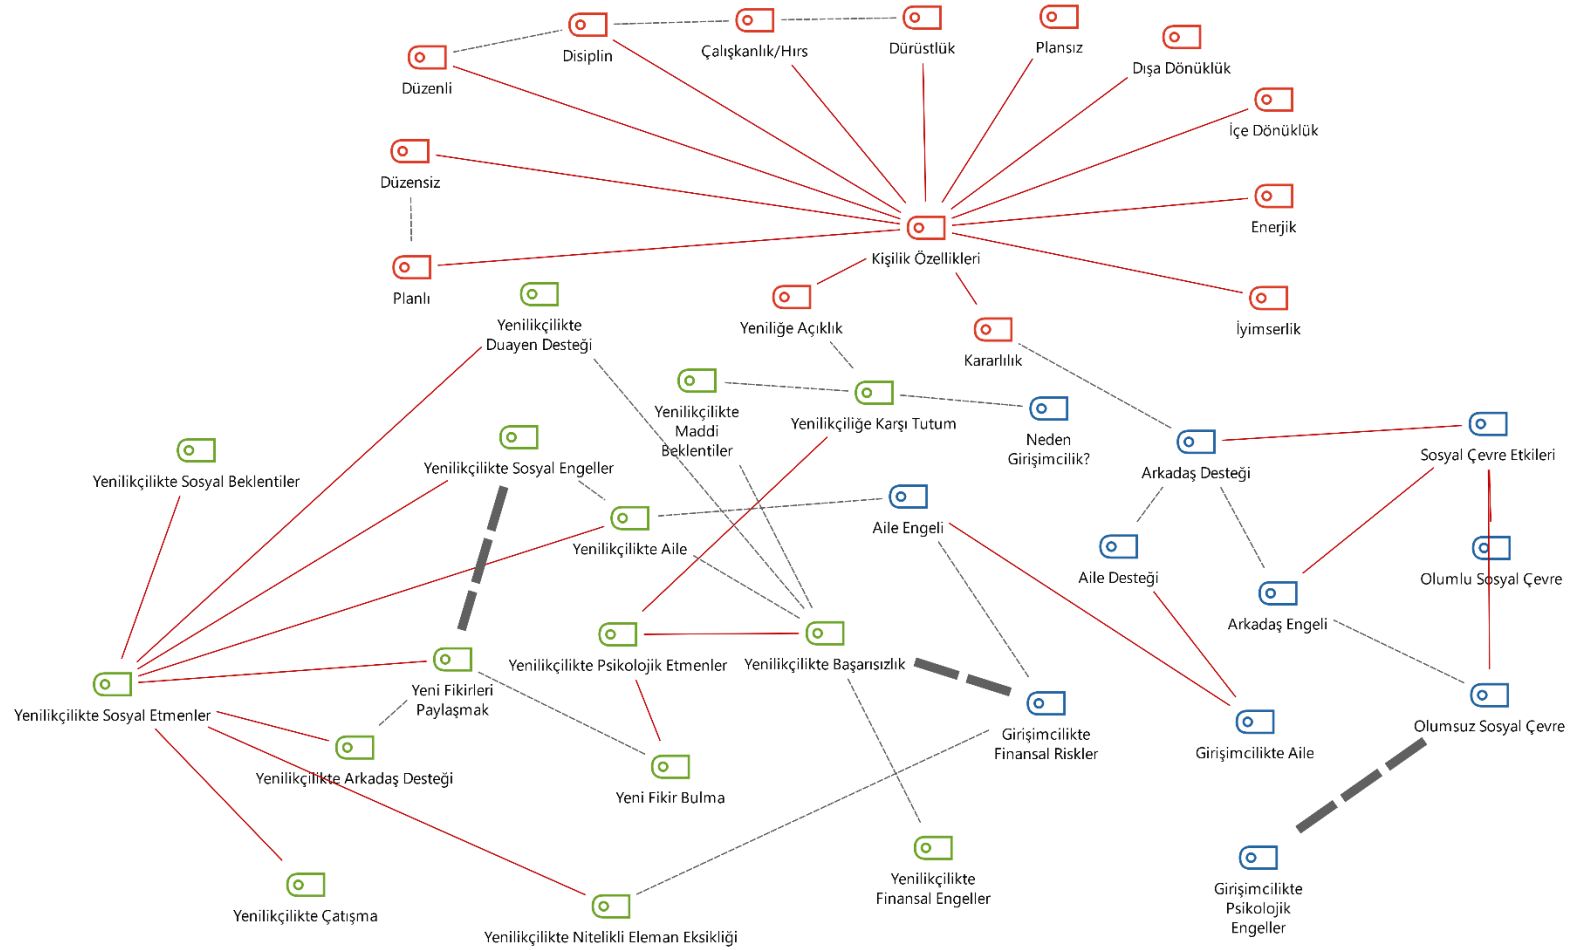 Disiplin
Çalışkanlık/Hırs
Dürüstlük
Plansız
Dışa Dönüklük
Düzenli
İçe Dönüklük
Düzensiz
Enerjik
Kişilik Özellikleri
Planlı
Yeniliğe Açıklık
İyimserlik
Kararlılık
Yenilikçilikte
Duayen Desteği
Yenilikçilikte
Maddi
Beklentiler
Yenilikçiliğe Karşı Tutum
Neden
Girişimcilik?
Arkadaş Desteği
Sosyal Çevre Etkileri
Yenilikçilikte Sosyal Beklentiler
Yenilikçilikte Sosyal Engeller
Aile Engeli
Yenilikçilikte Aile
Aile Desteği
Olumlu Sosyal Çevre
Arkadaş Engeli
Yenilikçilikte Psikolojik Etmenler
Yenilikçilikte Başarısızlık
Yeni Fikirleri
Paylaşmak
Yenilikçilikte Sosyal Etmenler
Girişimcilikte
Finansal Riskler
Girişimcilikte Aile
Olumsuz Sosyal Çevre
Yenilikçilikte Arkadaş Desteği
Yeni Fikir Bulma
Yenilikçilikte
Finansal Engeller
Girişimcilikte
Psikolojik
Engeller
Yenilikçilikte Çatışma
Yenilikçilikte Nitelikli Eleman Eksikliği